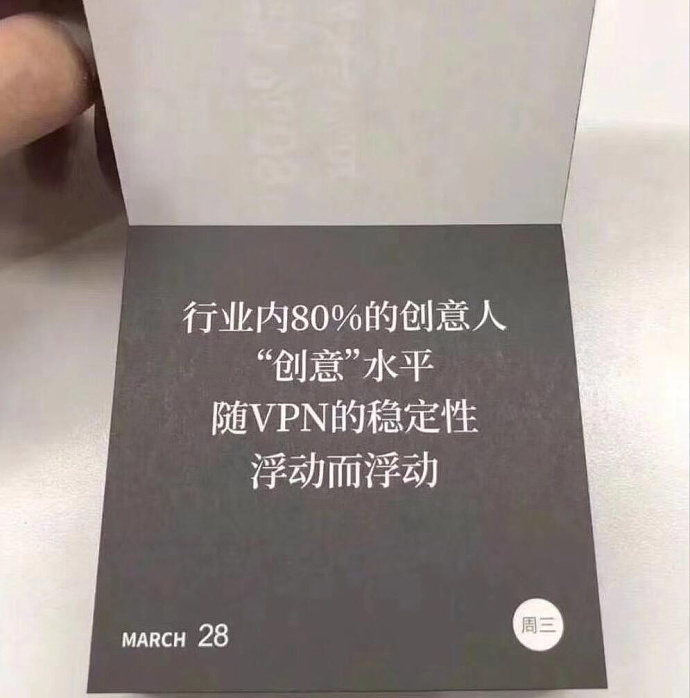 行业内80%的创意人
“创意”水平
随VPN的稳定性
浮动而浮动
MARCH 28
周三